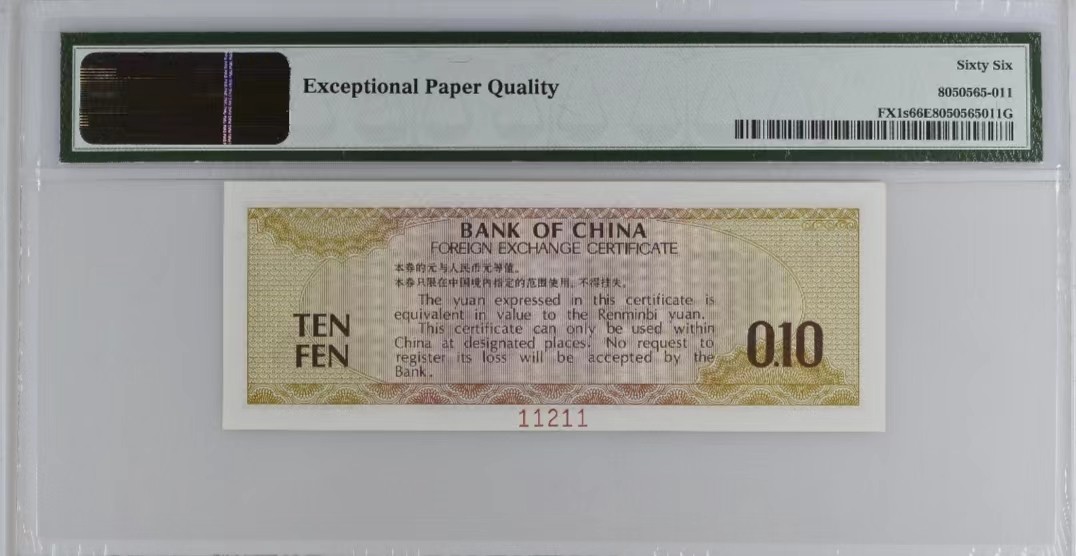 Exceptional Paper Quality
Sixty Six
8050565-011
FX1s66E8050565011G
BANK OF CHINA
FOREIGN EXCHANGE CERTIFICATE
本券的元与人民币元等值。
本券只限在中国境内指定的范围使用，不得挂失。
The yuan expressed in this certificate is
equivalent in value to the Renminbi yuan.
This certificate can only be used within
China at designated places. No request to
register its loss will be accepted by the
Bank.
TEN
FEN
0.10
11211